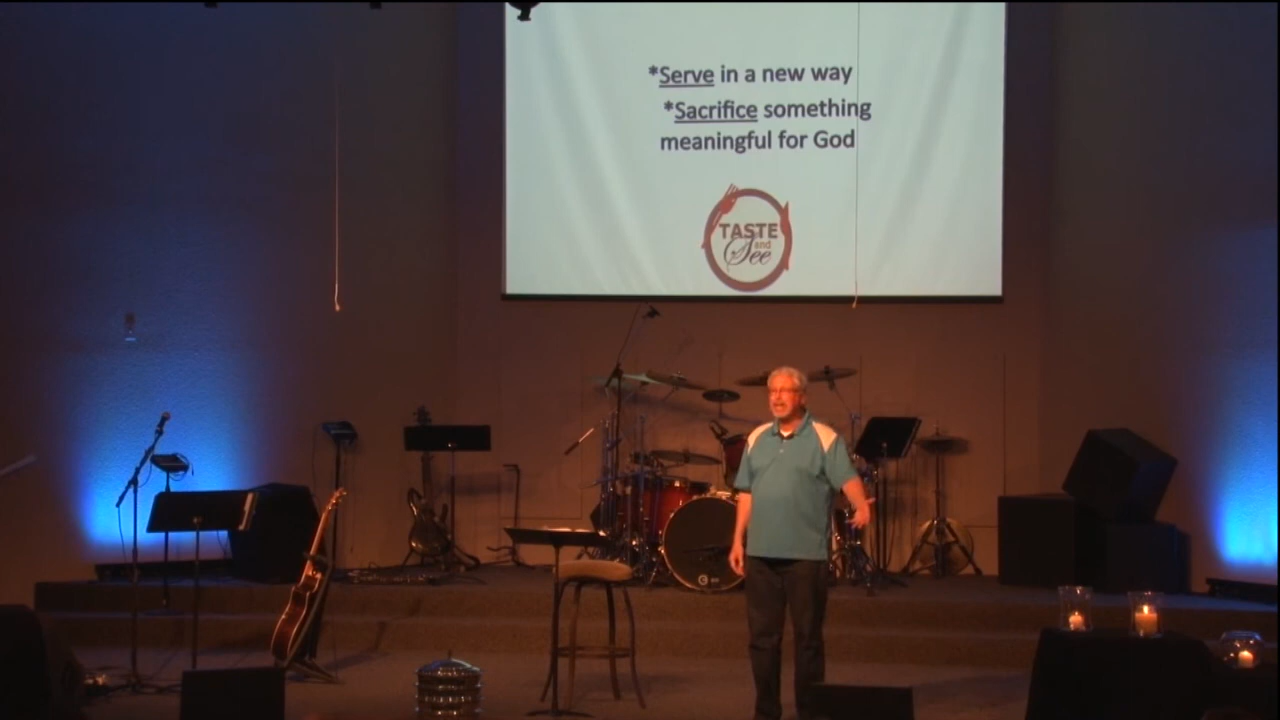 *Serve in a new way
*Sacrifice something
meaningful for God
TASTE
and
See